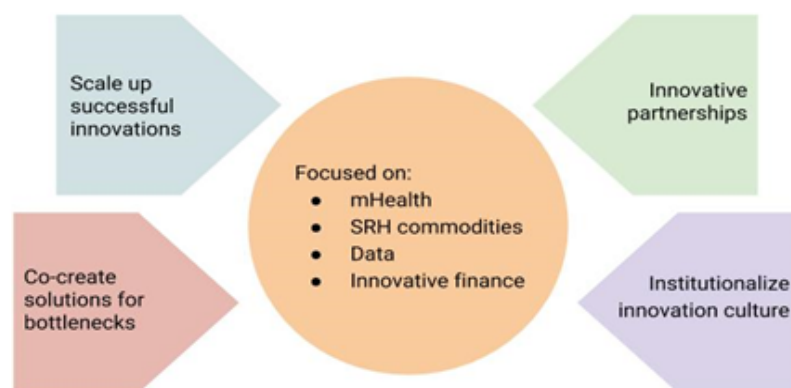 Scale up
successful
innovations
Innovative
partnerships
Focused on:
● mHealth
● SRH commodities
● Data
● Innovative finance
Co-create
solutions for
bottlenecks
Institutionalize
innovation culture